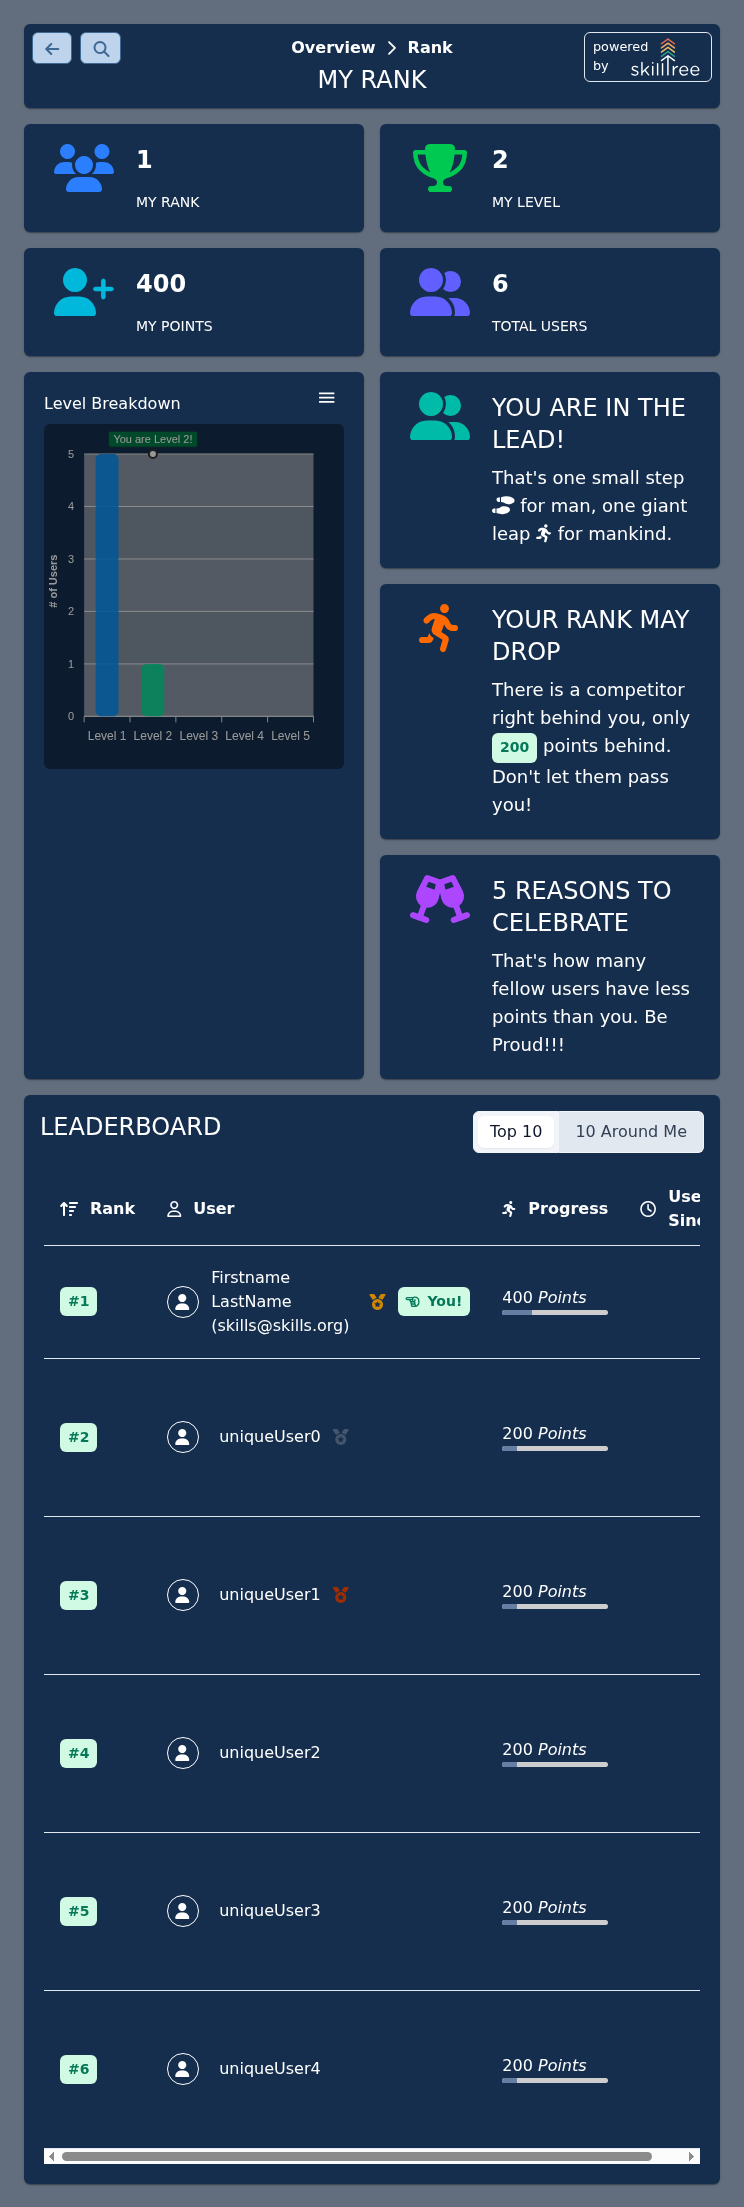 Overview > Rank
MY RANK
powered
by
skilltree
1
MY RANK
2
MY LEVEL
400
MY POINTS
6
TOTAL USERS
Level Breakdown
You are Level 2!
5
4
3
2
1
0
# of Users
Level 1 Level 2 Level 3 Level 4 Level 5
YOU ARE IN THE
LEAD!
That's one small step
for man, one giant
leap for mankind.
YOUR RANK MAY
DROP
There is a competitor
right behind you, only
200 points behind.
Don't let them pass
you!
5 REASONS TO
CELEBRATE
That's how many
fellow users have less
points than you. Be
Proud!!!
LEADERBOARD
Top 10
10 Around Me
Rank
User
Progress
#1
Firstname
LastName
(skills@skills.org)
You!
400 Points
#2
uniqueUser0
200 Points
#3
uniqueUser1
200 Points
#4
uniqueUser2
200 Points
#5
uniqueUser3
200 Points
#6
uniqueUser4
200 Points